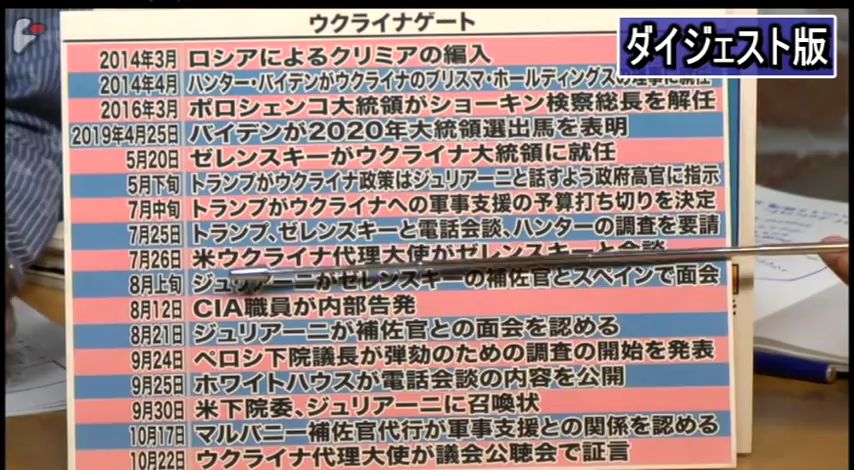 ウクライナゲート
ダイジェスト版
2014年3月 ロシアによるクリミアの編入
2014年4月 ハンター・バイデンがウクライナのブリスマ・ホールディングスの理事に就任
2016年3月 ポロシェンコ大統領がショーキン検察総長を解任
2019年4月25日 バイデンが2020年大統領選出馬を表明
5月20日 ゼレンスキーがウクライナ大統領に就任
5月下旬 トランプがウクライナ政策はジュリアーニと話すよう政府高官に指示
7月中旬 トランプがウクライナへの軍事支援の予算打ち切りを決定
7月25日 トランプ、ゼレンスキーと電話会談、ハンターの調査を要請
7月26日 米ウクライナ代理大使がゼレンスキーと会談
8月上旬 ジュリアーニがゼレンスキーの補佐官とスペインで面会
8月12日 CIA職員が内部告発
8月21日 ジュリアーニが補佐官との面会を認める
9月24日 ペロシ下院議長が弾劾のための調査の開始を発表
9月25日 ホワイトハウスが電話会談の内容を公開
9月30日 米下院委、ジュリアーニに召喚状
10月17日 マルバニー補佐官代行が軍事支援との関係を認める
10月22日 ウクライナ代理大使が議会公聴会で証言